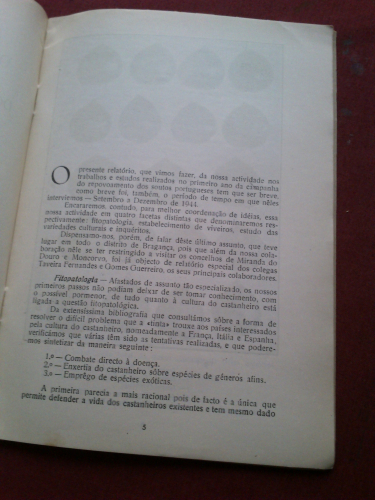 O presente relatório, que vimos fazer, da nossa actividade nos
trabalhos e estudos realizados no primeiro ano da campanha
do repovoamento dos soutos portugueses tem que ser breve,
como breve foi, também, o período de tempo em que nêles
interviemos — Setembro a Dezembro de 1944.
Encararemos, contudo, para melhor coordenação de idéias, essa
nossa actividade em quatro facetas distintas que denominaremos res-
pectivamente: fitopatologia; estabelecimento de viveiros, estudo das
variedades culturais e inquéritos.
Dispensamo-nos, porém, de falar dêste último assunto, que teve
lugar em todo o distrito de Bragança, pois que além da nossa cola-
boração nêle se ter restringido a visitar os concelhos de Miranda do
Douro e Moncorvo, foi já objecto de relatório especial dos colegas
Taveira Fernandes e Gomes Guerreiro, os seus principais colaboradores.
Fitopatologia — Afastados de assunto tão especializado, os nossos
primeiros passos não podiam deixar de ser tomar conhecimento, com
o possível pormenor, de tudo quanto à cultura do castanheiro está
ligada a questão fitopatológica.
Da extensíssima bibliografia que consultámos sôbre a forma de
resolver o difícil problema que a «tinta» trouxe aos países interessados
pela cultura do castanheiro, nomeadamente a França, Itália e Espanha,
verificámos que várias têm sido as tentativas realizadas, e que podere-
mos sintetizar da maneira seguinte:
1.º — Combate directo à doença.
2.º — Enxertia do castanheiro sôbre espécies de géneros afins.
3.º — Emprêgo de espécies exóticas.
A primeira parecia a mais racional pois de facto é a única que
permite defender a vida dos castanheiros existentes e tem mesmo dado
5